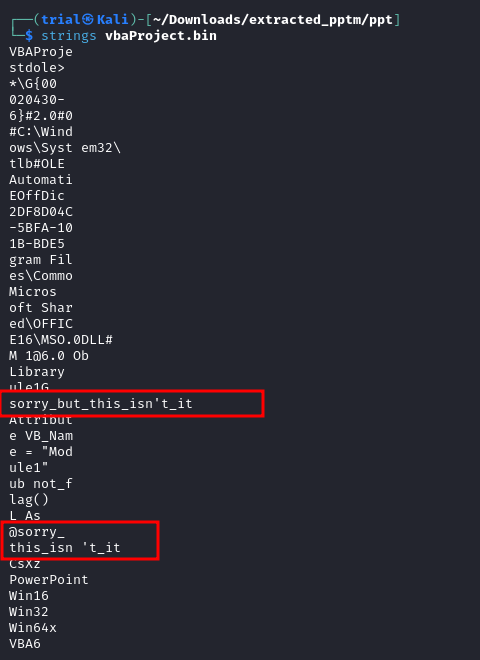 ┌──(trial㉿Kali)-[~/Downloads/extracted_pptm/ppt]
└─$ strings vbaProject.bin
VBAProje
stdole>
*\G{00
020430-
6}#2.0#0
#C:\Wind
ows\Syst em32\
tlb#OLE
Automati
EOffDic
2DF8D04C
-5BFA-10
1B-BDE5
gram Fil
es\Commo
Micros
oft Shar
ed\OFFIC
E16\MSO.0DLL#
M 1@6.0 Ob
Library
ule1G
sorry_but_this_isn't_it
Attribut
e VB_Nam
e = "Mod
ule1"
ub not_f
lag()
L As
@sorry_
this_isn 't_it
CsXz
PowerPoint
Win16
Win32
Win64x
VBA6